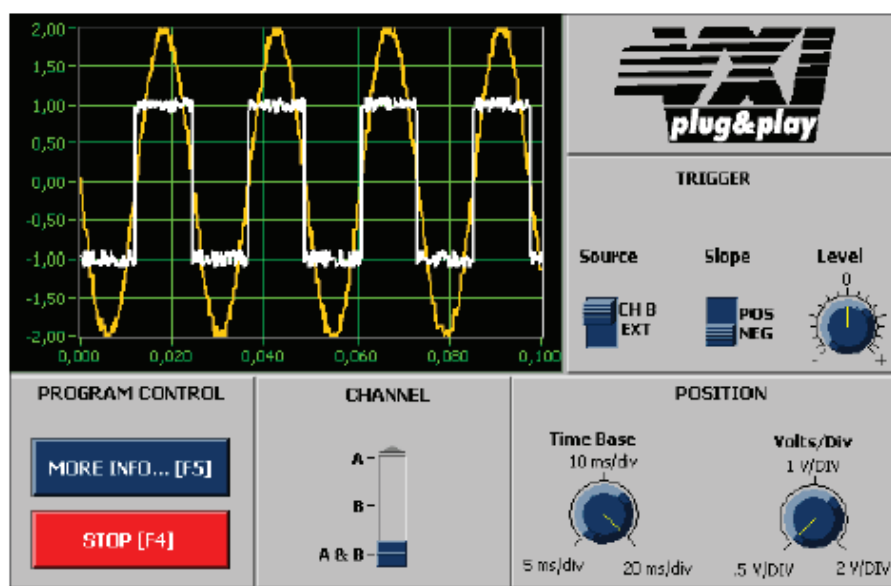 2,00
1,50
1,00
0,50
0,00
-0,50
-1,00
-1,50
-2,00
0,000 0,020 0,040 0,060 0,080 0,100
VXI
plug&play
TRIGGER
Source Slope Level
0
CH B
EXT
POS
NEG
- +
PROGRAM CONTROL
MORE INFO... [F5]
STOP [F4]
CHANNEL
A
B
A & B
POSITION
Time Base
10 ms/div
5 ms/div 20 ms/div
Volts/Div
1 V/DIV
.5 V/DIV 2 V/DIV